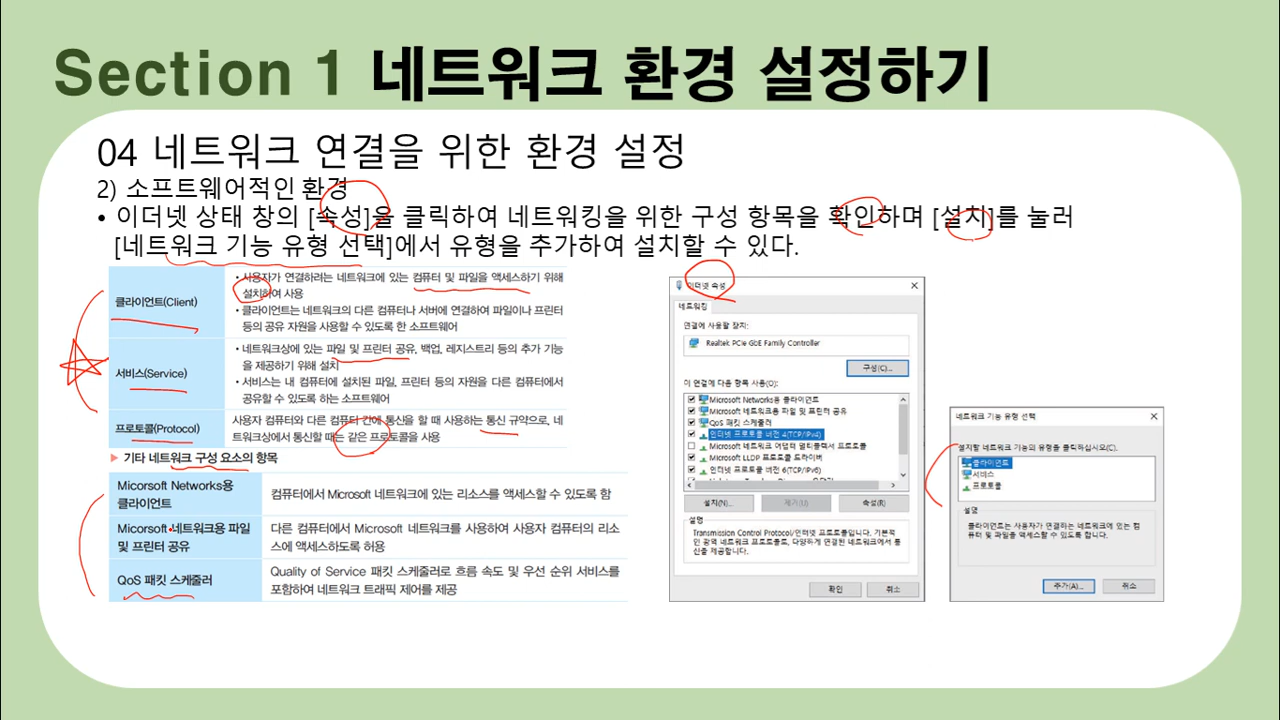 Section 1 네트워크 환경 설정하기
04 네트워크 연결을 위한 환경 설정
2) 소프트웨어적인 환경
• 이더넷 상태 창의 [속성]을 클릭하여 네트워킹을 위한 구성 항목을 확인하며 [설치]를 눌러
[네트워크 기능 유형 선택]에서 유형을 추가하여 설치할 수 있다.
클라이언트(Client)
• 사용자가 연결하려는 네트워크에 있는 컴퓨터 및 파일을 액세스하기 위해
설치하여 사용
• 클라이언트는 네트워크의 다른 컴퓨터나 서버에 연결하여 파일이나 프린터
등의 공유 자원을 사용할 수 있도록 한 소프트웨어
서비스(Service)
• 네트워크상에 있는 파일 및 프린터 공유, 백업, 레지스트리 등의 추가 기능
을 제공하기 위해 설치
• 서비스는 내 컴퓨터에 설치된 파일, 프린터 등의 자원을 다른 컴퓨터에서
공유할 수 있도록 하는 소프트웨어
프로토콜(Protocol)
사용자 컴퓨터와 다른 컴퓨터 간에 통신을 할 때 사용하는 통신 규약으로, 네
트워크상에서 통신할 때는 같은 프로토콜을 사용
▶ 기타 네트워크 구성 요소의 항목
Micorsoft Networks용
클라이언트
컴퓨터에서 Microsoft 네트워크에 있는 리소스를 액세스할 수 있도록 함
Micorsoft 네트워크용 파일
및 프린터 공유
다른 컴퓨터에서 Microsoft 네트워크를 사용하여 사용자 컴퓨터의 리소
스에 액세스하도록 허용
QoS 패킷 스케줄러
Quality of Service 패킷 스케줄러로 흐름 속도 및 우선 순위 서비스를
포함하여 네트워크 트래픽 제어를 제공
이더넷 속성
네트워킹
연결에 사용할 장치:
Realtek PCIe GbE Family Controller
구성(C)...
이 연결에 다음 항목 사용(O):
Microsoft Networks용 클라이언트
Microsoft 네트워크용 파일 및 프린터 공유
QoS 패킷 스케줄러
인터넷 프로토콜 버전 4(TCP/IPv4)
Microsoft 네트워크 어댑터 멀티플렉서 프로토콜
Microsoft LLDP 프로토콜 드라이버
인터넷 프로토콜 버전 6(TCP/IPv6)
설치(N)...
제거(U)
속성(R)
설명
Transmission Control Protocol/인터넷 프로토콜입니다. 기본적
인 광역 네트워크 프로토콜로, 다양하게 연결된 네트워크에서 통
신을 제공합니다.
확인
취소
네트워크 기능 유형 선택
설치할 네트워크 기능의 유형을 클릭하십시오(C).
클라이언트
서비스
프로토콜
설명
클라이언트는 사용자가 연결하는 네트워크에 있는 컴
퓨터 및 파일을 액세스할 수 있게 합니다.
추가(A)...
취소